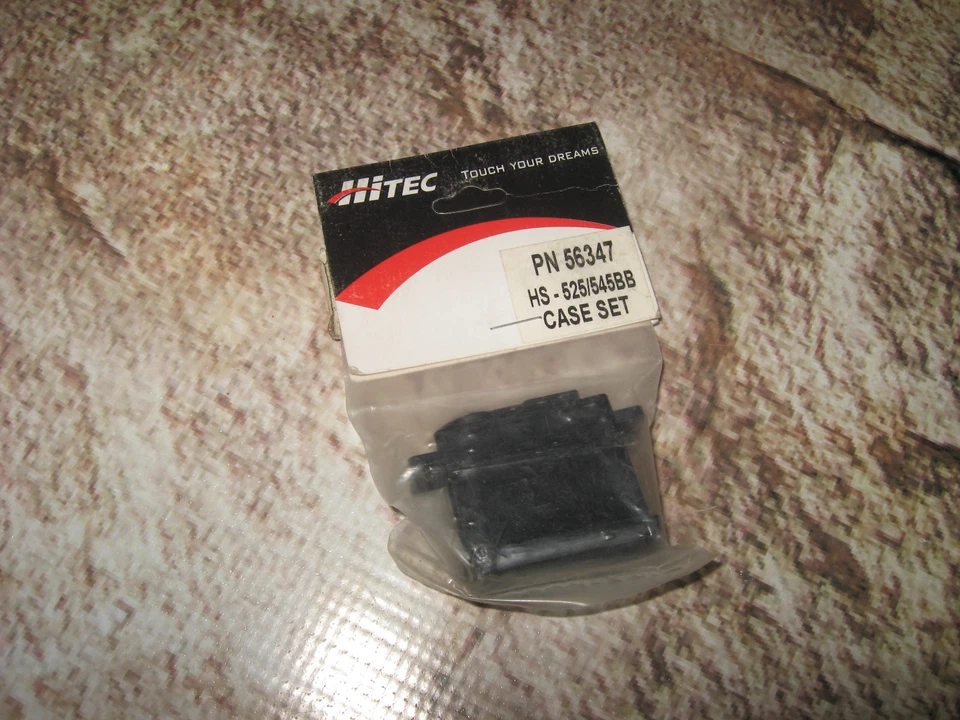 HiTEC TOUCH YOUR DREAMS
PN 56347
HS - 525/545BB
CASE SET